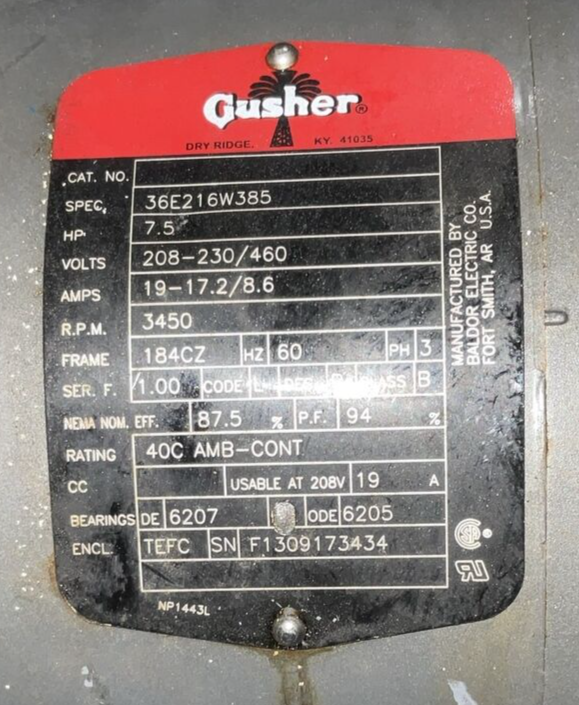 Gusher®
DRY RIDGE, KY. 41035
CAT. NO.
SPEC. 36E216W385
HP 7.5
VOLTS 208-230/460
AMPS 19-17.2/8.6
R.P.M. 3450
FRAME 184CZ HZ 60 PH 3
SER. F. 1.00 CODE L DES B CLASS B
NEMA NOM. EFF. 87.5 % P.F. 94 %
RATING 40C AMB-CONT
CC USABLE AT 208V 19 A
BEARINGS DE 6207 ODE 6205
ENCL. TEFC SN F1309173434
NP1443L
MANUFACTURED BY
BALDOR ELECTRIC CO.
FORT SMITH, AR U.S.A.